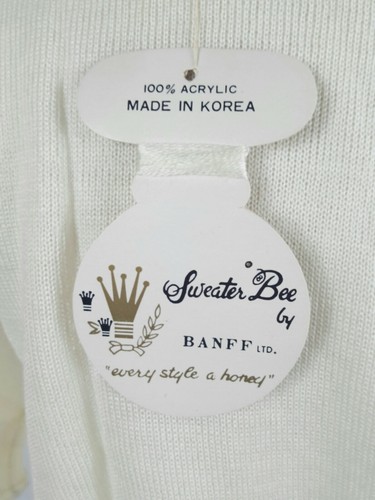 100% ACRYLIC
MADE IN KOREA
Sweater Bee
by
BANFF LTD.
"every style a honey"